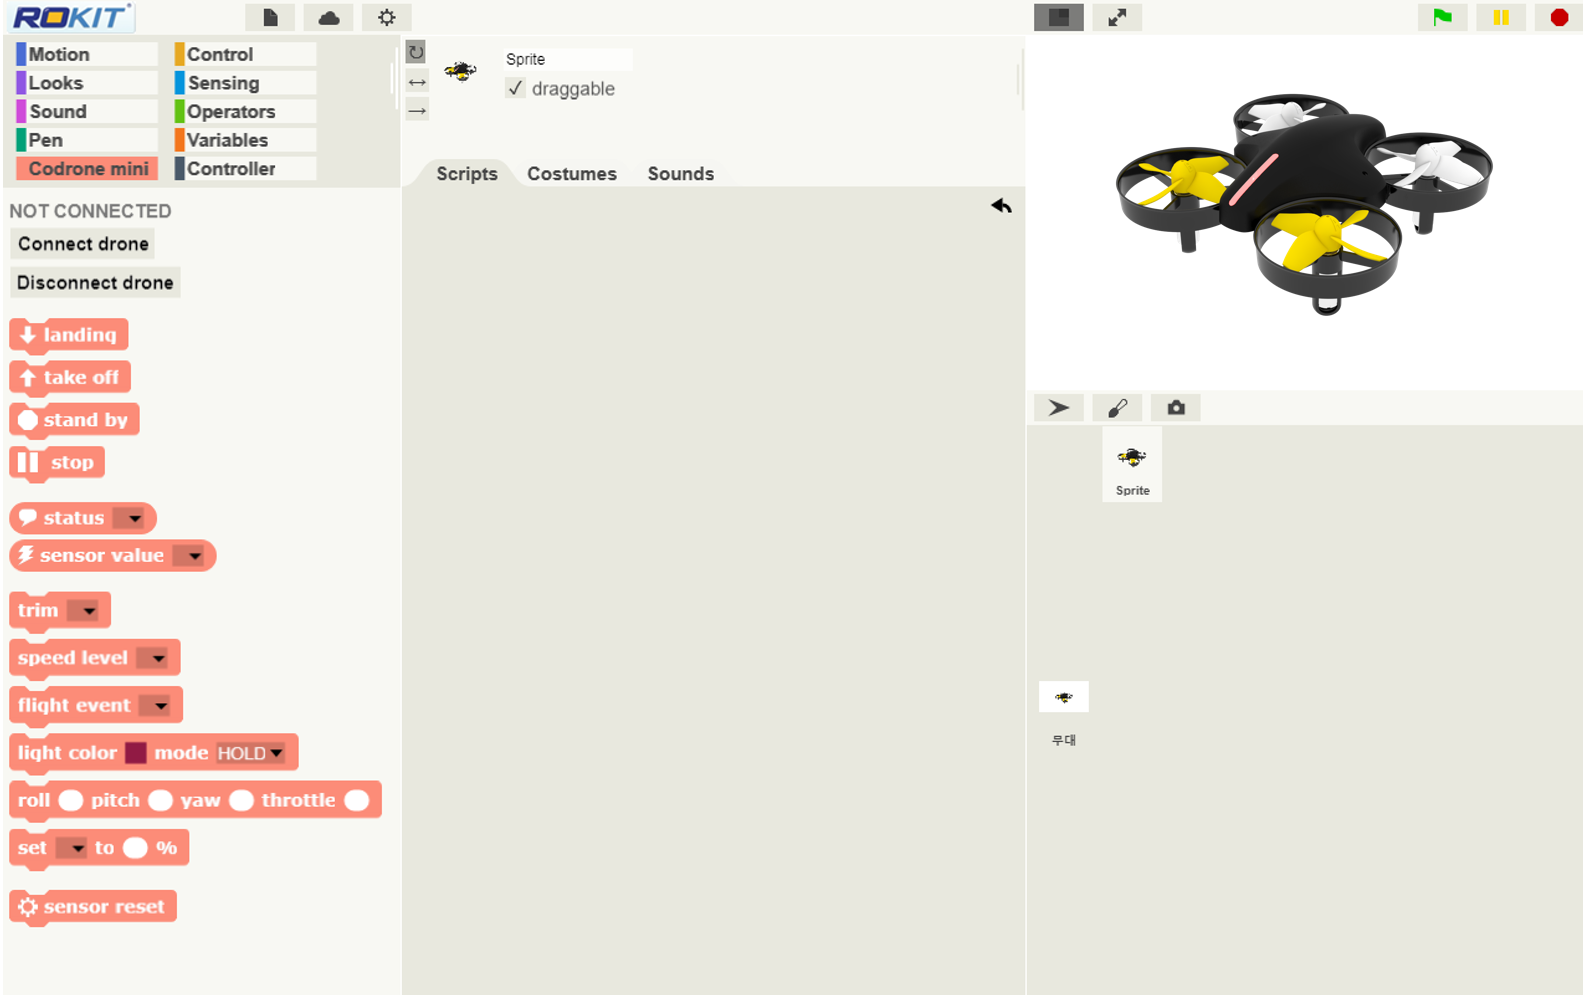 ROKIT
Motion
Control
Looks
Sensing
Sound
Operators
Pen
Variables
Codrone mini
Controller
NOT CONNECTED
Connect drone
Disconnect drone
landing
take off
stand by
stop
status
sensor value
trim
speed level
flight event
light color mode HOLD
roll pitch yaw throttle
set to %
sensor reset
Sprite
draggable
Scripts Costumes Sounds
Sprite
무대